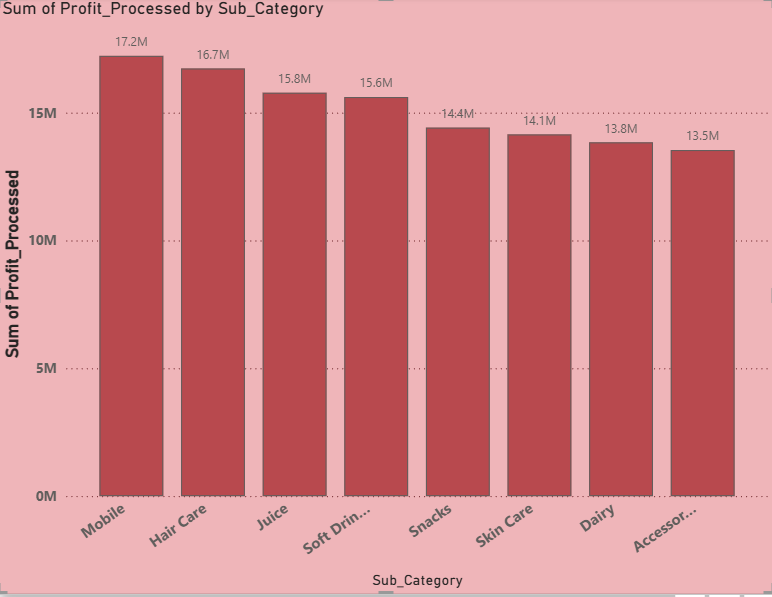 Sum of Profit_Processed by Sub_Category
17.2M
16.7M
15.8M
15.6M
14.4M
14.1M
13.8M
13.5M
15M
10M
5M
0M
Sum of Profit_Processed
Mobile
Hair Care
Juice
Soft Drin...
Snacks
Skin Care
Dairy
Accessor...
Sub_Category